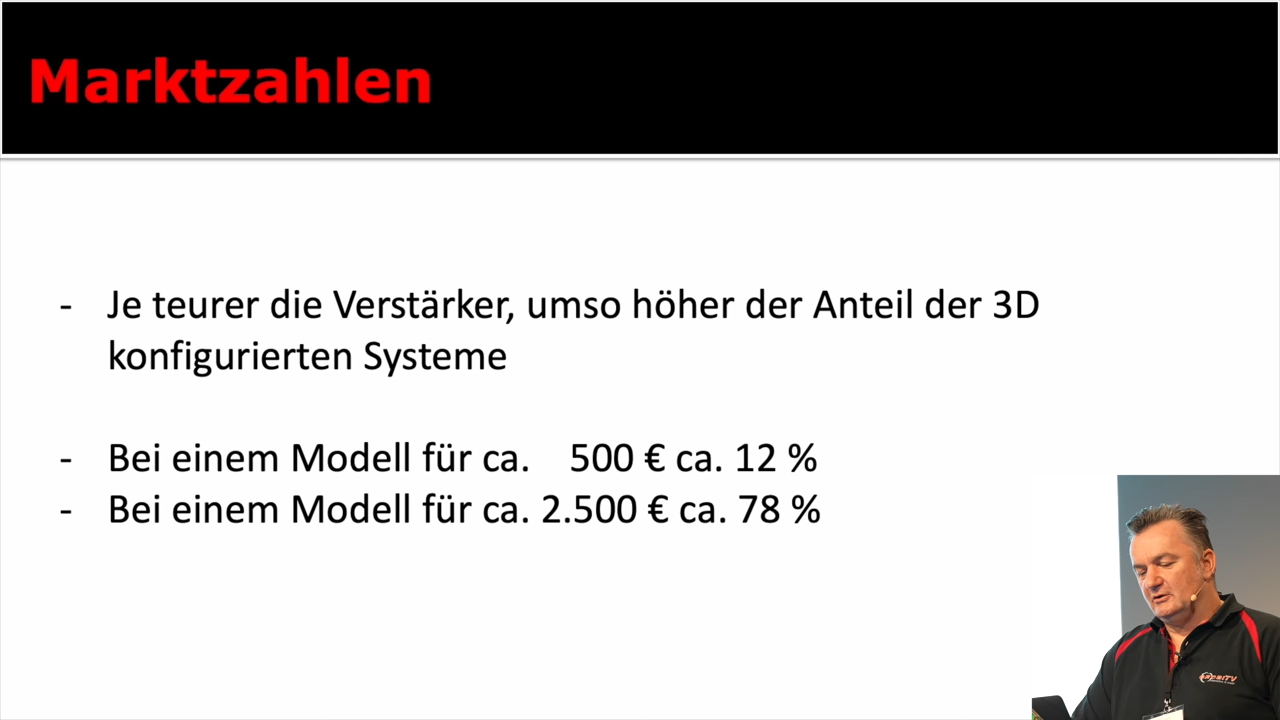 Marktzahlen
- Je teurer die Verstärker, umso höher der Anteil der 3D
konfigurierten Systeme
- Bei einem Modell für ca. 500 € ca. 12 %
- Bei einem Modell für ca. 2.500 € ca. 78 %